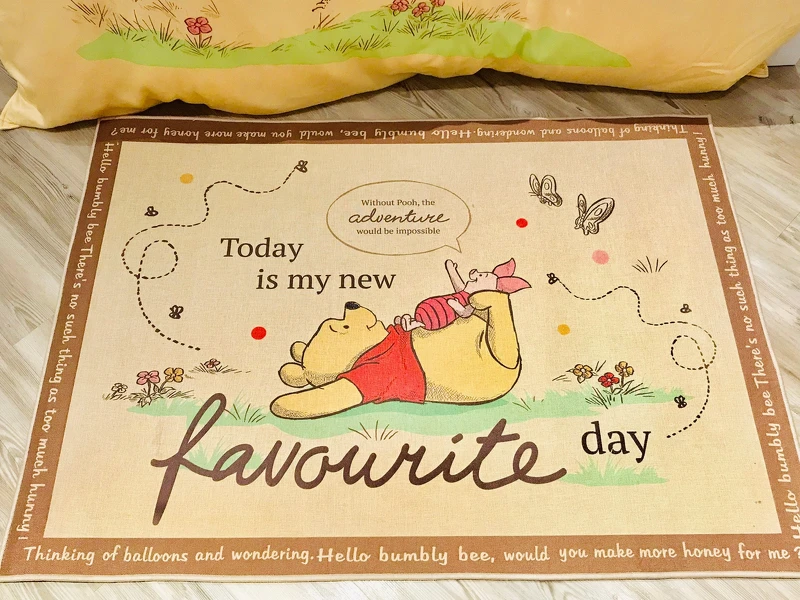 Thinking of balloons and wondering. Hello bumbly bee, would you make more honey for me?
Without Pooh, the
adventure
would be impossible
Today
is my new
favourite
day
Hello bumbly bee There's no such thing as too much hunny!
Hello bumbly bee There's no such thing as too much hunny!
Thinking of balloons and wondering. Hello bumbly bee, would you make more honey for me?